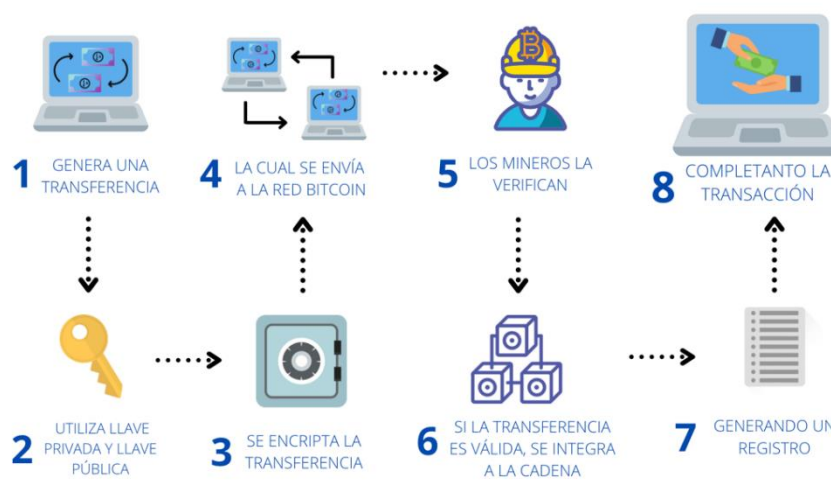 1
GENERA UNA
TRANSFERENCIA
2
UTILIZA LLAVE
PRIVADA Y LLAVE
PÚBLICA
3
SE ENCRIPTA LA
TRANSFERENCIA
4
LA CUAL SE ENVÍA
A LA RED BITCOIN
5
LOS MINEROS LA
VERIFICAN
6
SI LA TRANSFERENCIA
ES VÁLIDA, SE INTEGRA
A LA CADENA
7
GENERANDO UN
REGISTRO
8
COMPLETANTO LA
TRANSACCIÓN